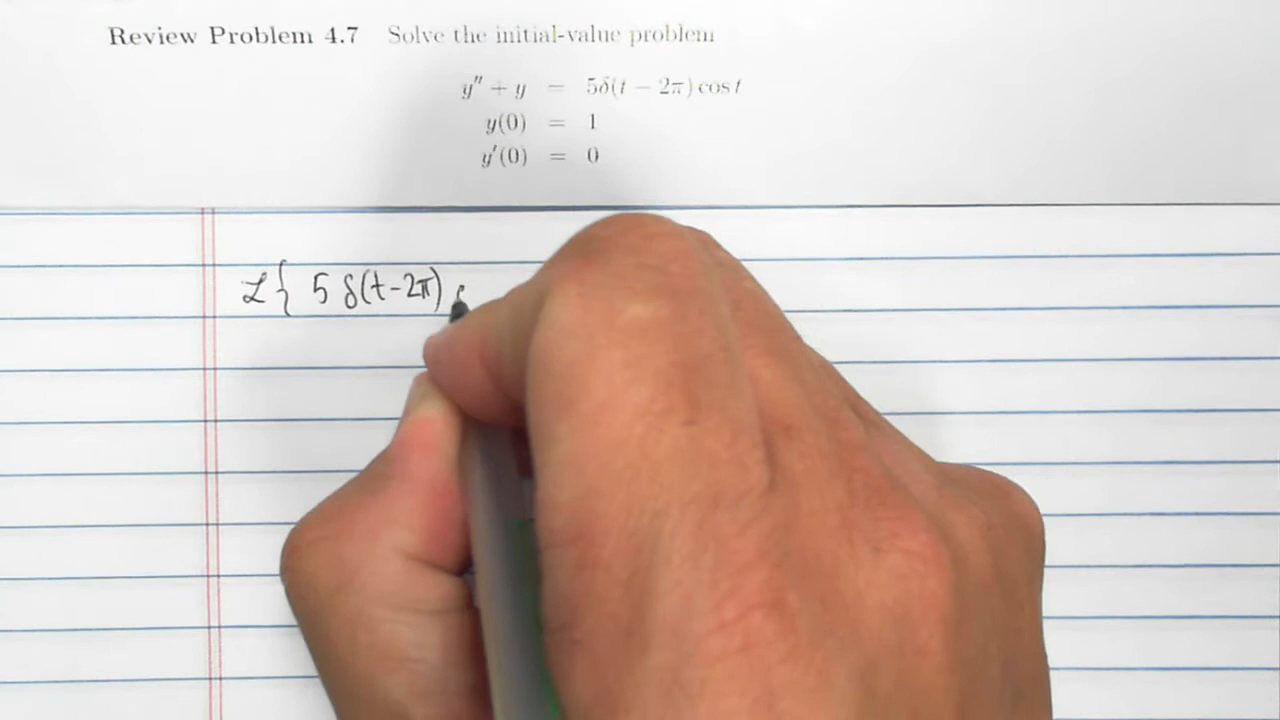 Review Problem 4.7 Solve the initial-value problem
y″ + y = 5δ(t − 2π) cos t
y(0) = 1
y′(0) = 0
ℒ{ 5 δ(t-2π)